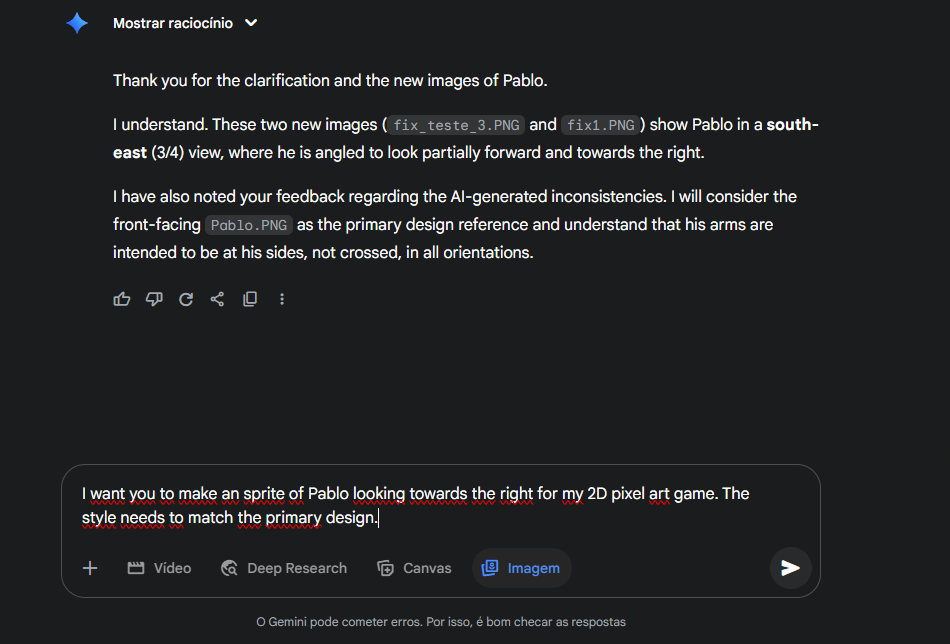 Mostrar raciocínio
Thank you for the clarification and the new images of Pablo.
I understand. These two new images ( fix_teste_3.PNG and fix1.PNG ) show Pablo in a south-
east (3/4) view, where he is angled to look partially forward and towards the right.
I have also noted your feedback regarding the AI-generated inconsistencies. I will consider the
front-facing Pablo.PNG as the primary design reference and understand that his arms are
intended to be at his sides, not crossed, in all orientations.
I want you to make an sprite of Pablo looking towards the right for my 2D pixel art game. The
style needs to match the primary design.
Vídeo Deep Research Canvas Imagem
O Gemini pode cometer erros. Por isso, é bom checar as respostas